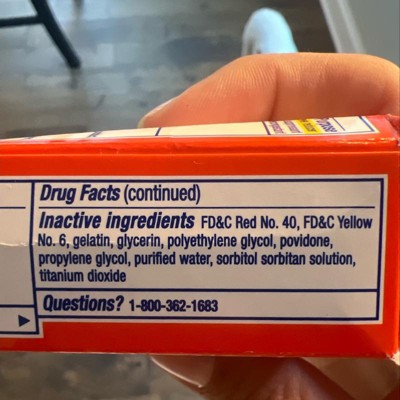 Drug Facts (continued)
Inactive ingredients FD&C Red No. 40, FD&C Yellow
No. 6, gelatin, glycerin, polyethylene glycol, povidone,
propylene glycol, purified water, sorbitol sorbitan solution,
titanium dioxide
Questions? 1-800-362-1683